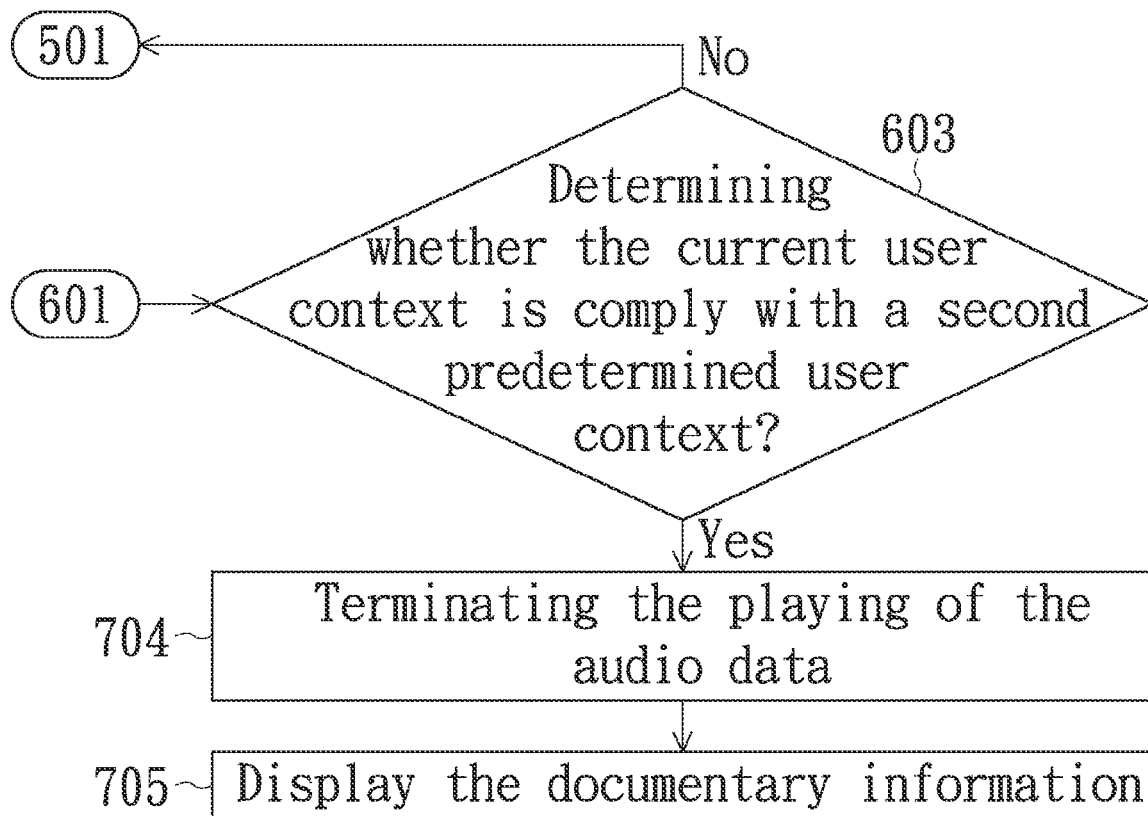 501
No
603
Determining
whether the current user
601
context is comply with a second
predetermined user
context?
Yes
Terminating the playing of the
704
audio data
705
Display the documentary information